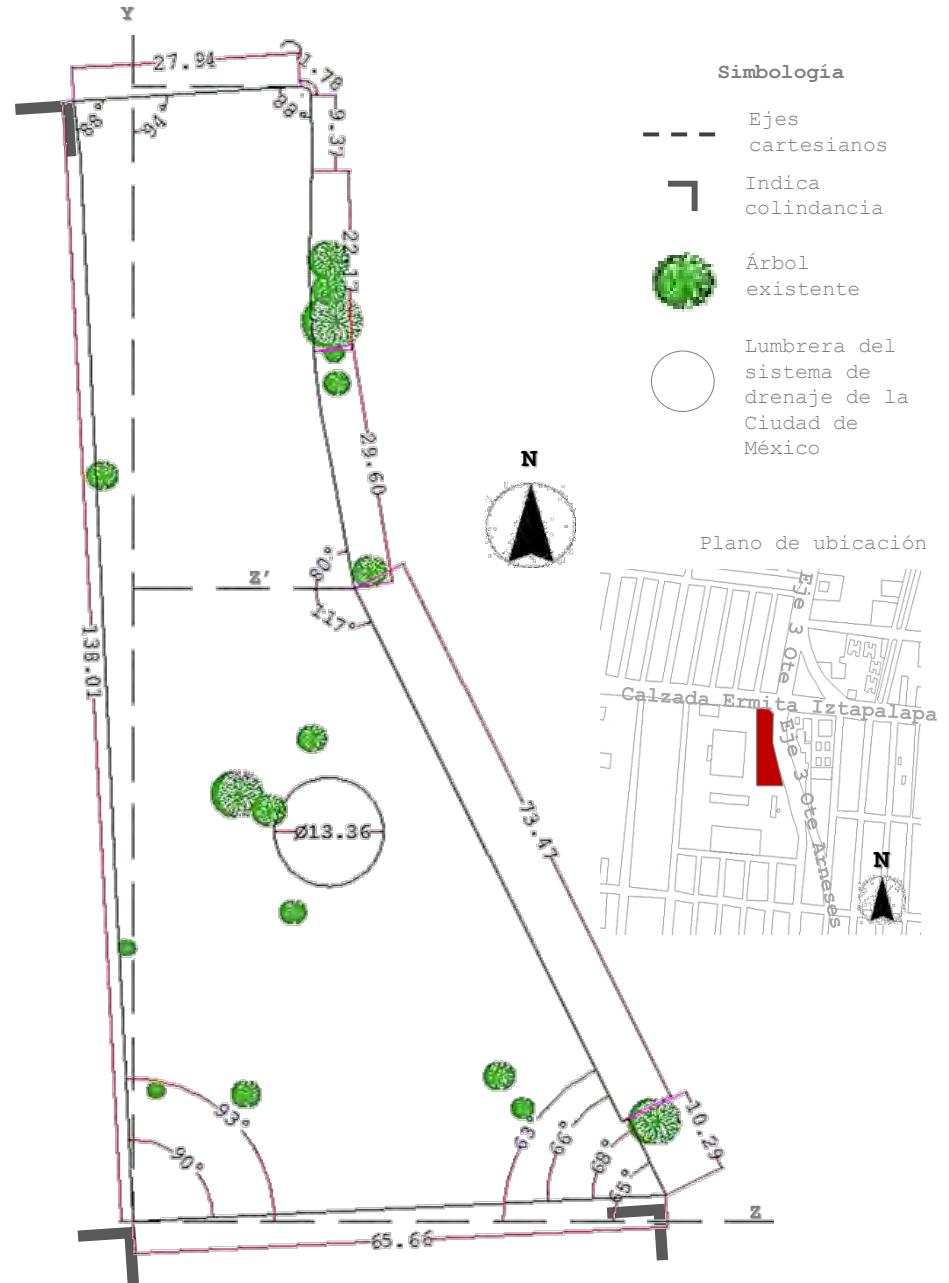 Y
27.94
1.78
9.37
88°
94°
88°
22.17
29.60
80°
Z'
117°
138.01
73.47
Ø13.36
93°
90°
63°
66°
68°
65°
10.29
65.66
Z
Simbología
Ejes
cartesianos
Indica
colindancia
Árbol
existente
Lumbrera del
sistema de
drenaje de la
Ciudad de
México
N
Plano de ubicación
Eje 3 Ote
Calzada Ermita Iztapalapa
Eje 3 Ote Arneses
N